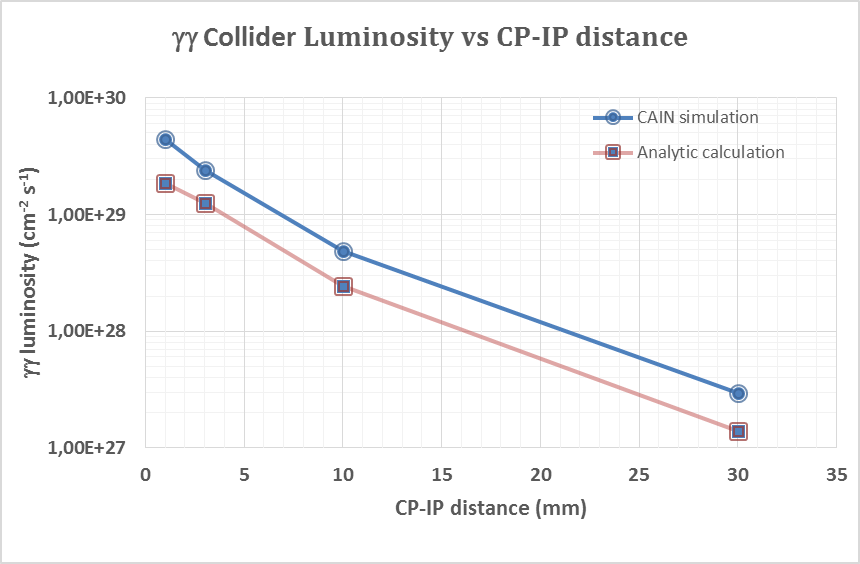 γγ Collider Luminosity vs CP-IP distance
1,00E+30
CAIN simulation
Analytic calculation
1,00E+29
γγ luminosity (cm-2 s-1)
1,00E+28
1,00E+27
0 5 10 15 20 25 30 35
CP-IP distance (mm)